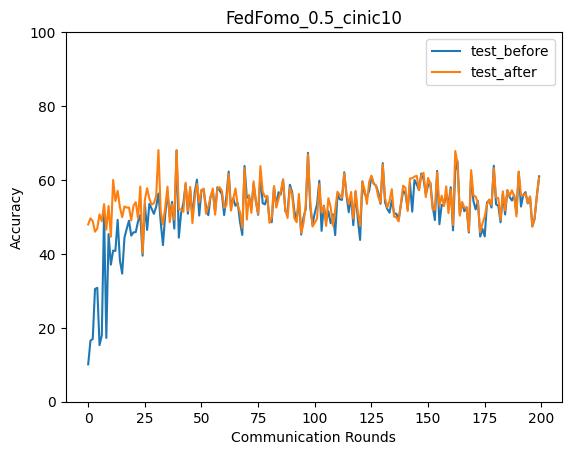 FedFomo_0.5_cinic10
test_before
test_after
Accuracy
100
80
60
40
20
0
0 25 50 75 100 125 150 175 200
Communication Rounds